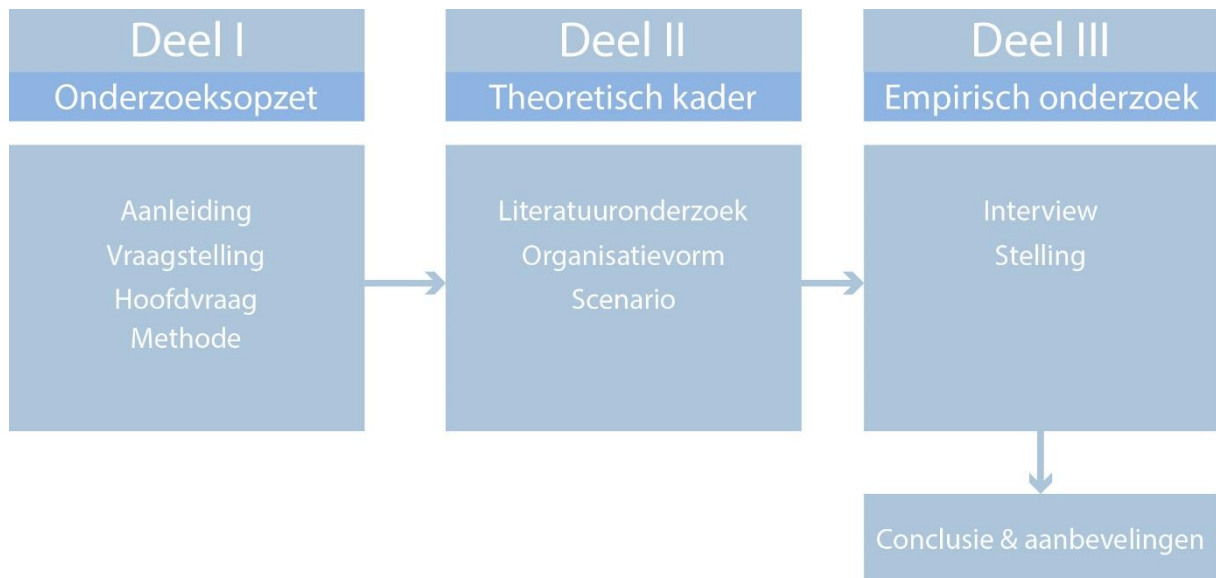 Deel I
Onderzoeksopzet
Aanleiding
Vraagstelling
Hoofdvraag
Methode
Deel II
Theoretisch kader
Literatuuronderzoek
Organisatievorm
Scenario
Deel III
Empirisch onderzoek
Interview
Stelling
Conclusie & aanbevelingen